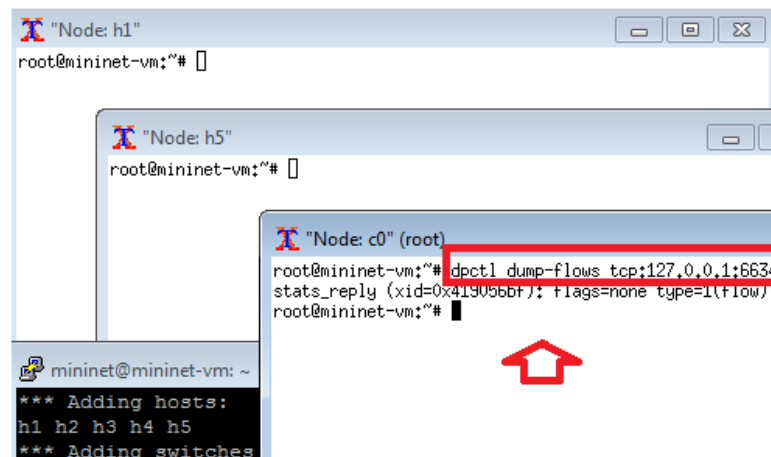 "Node: h1"
root@mininet-vm:~#
"Node: h5"
root@mininet-vm:~#
"Node: c0" (root)
root@mininet-vm:~# dpctl dump-flows tcp:127.0.0.1:6634
stats_reply (xid=0x419056bf): flags=none type=1(flow)
root@mininet-vm:~#
mininet@mininet-vm: ~
*** Adding hosts:
h1 h2 h3 h4 h5
*** Adding switches